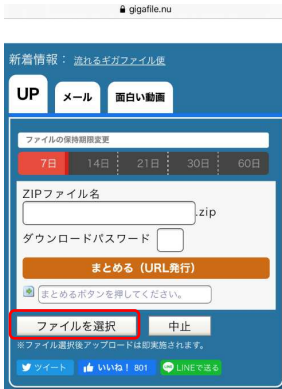 gigafile.nu
新着情報： 流れるギガファイル便
UP メール 面白い動画
ファイルの保持期限変更
7日 14日 21日 30日 60日
ZIPファイル名
.zip
ダウンロードパスワード
まとめる（URL発行）
まとめるボタンを押してください。
ファイルを選択 中止
※ファイル選択後アップロードは即実施されます。
ツイート いいね！ 801 LINEで送る